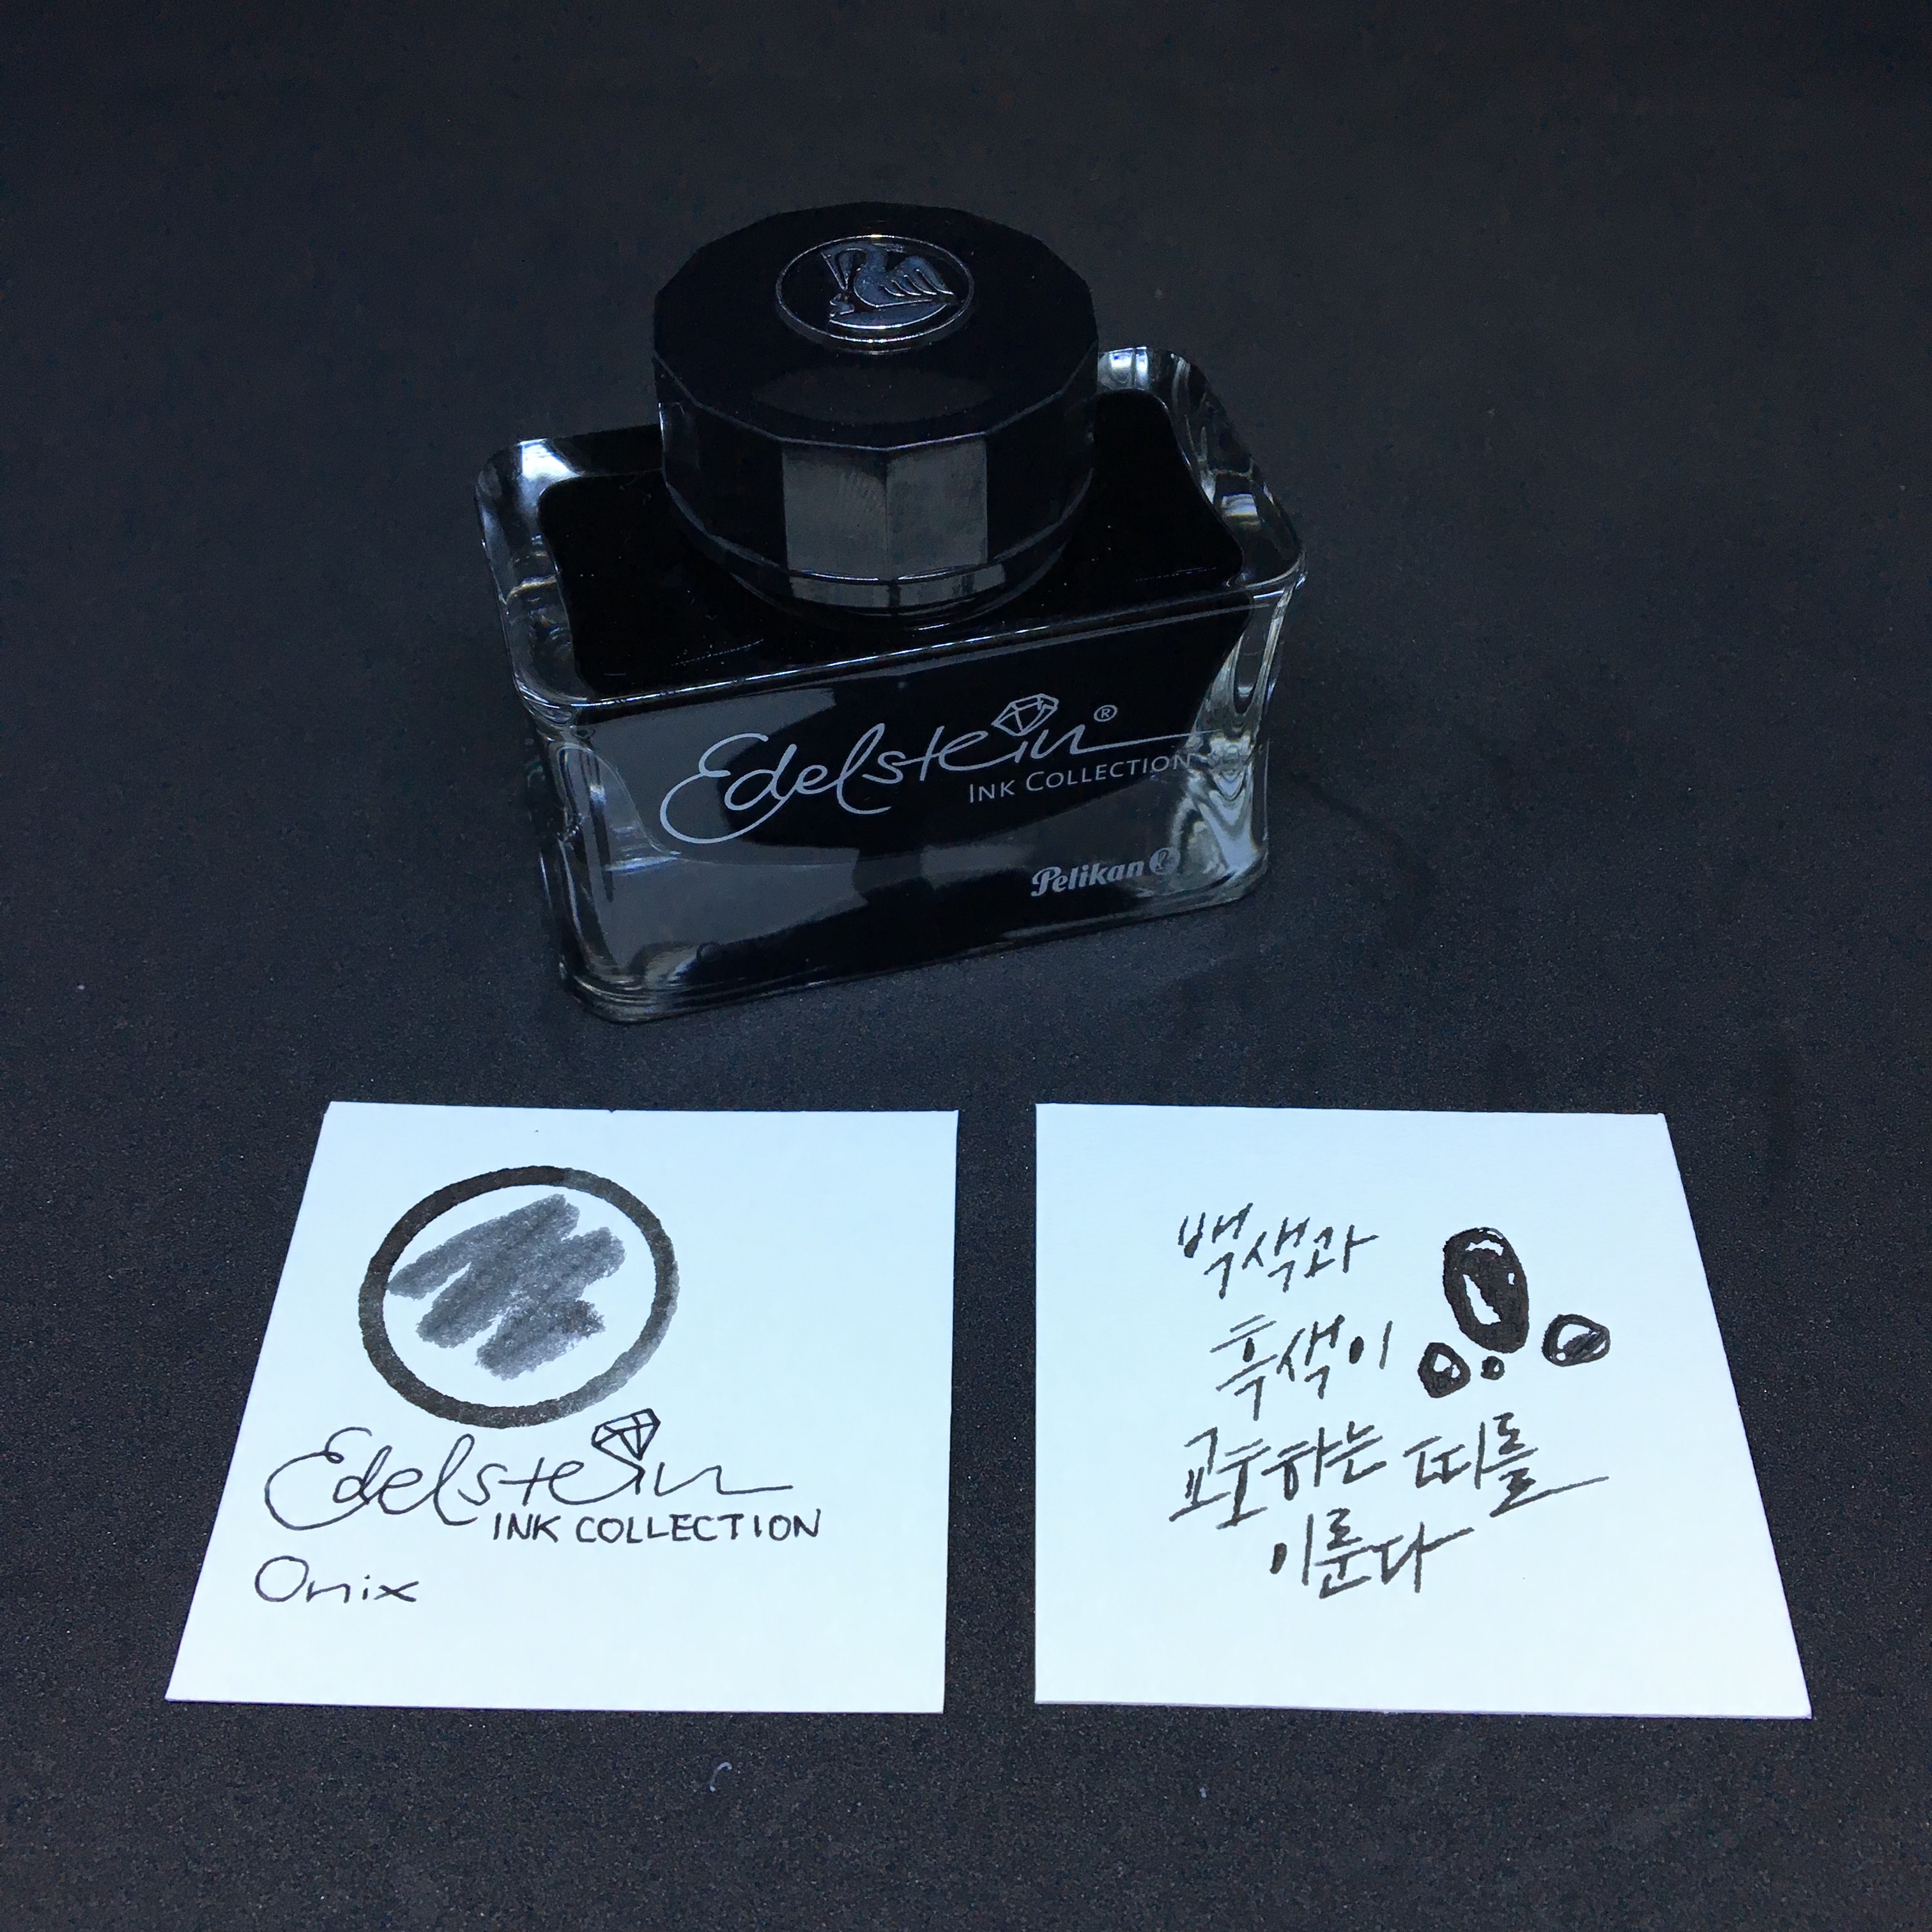 Edelstein®
INK COLLECTION
Pelikan
Edelstein
INK COLLECTION
Onix
백색과
흑색이
교호하는 띠를
이룬다